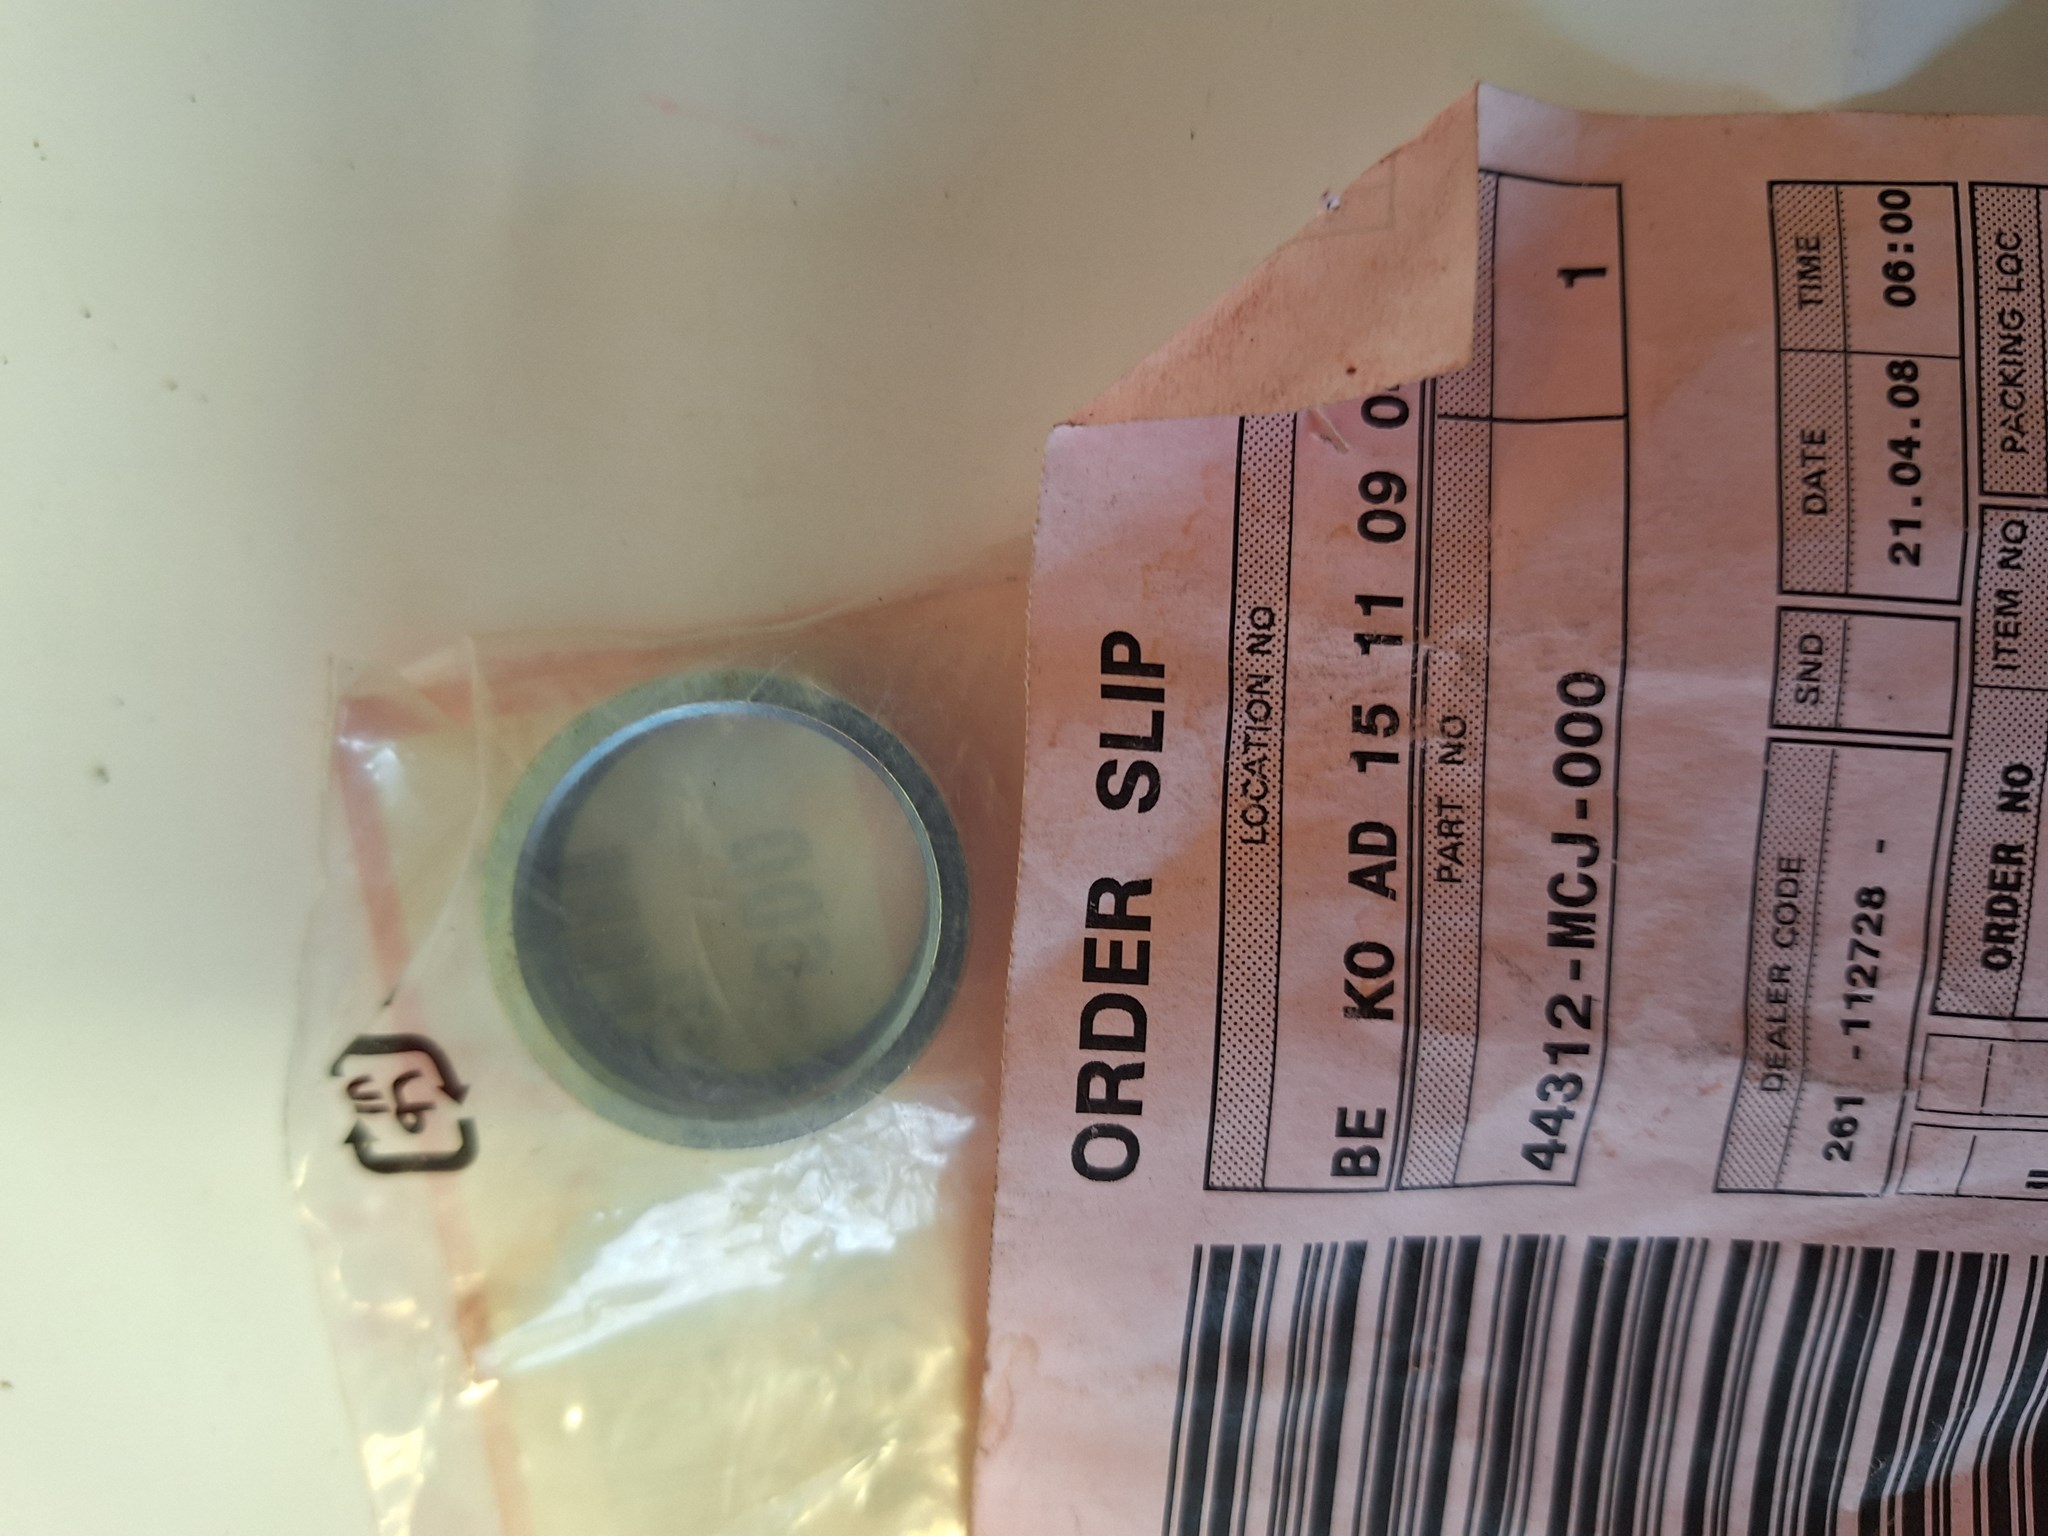 ORDER SLIP
LOCATION NO
BE KO AD 15 11 09
PART NO
44312-MCJ-000 1
DEALER CODE SND DATE TIME
261 -112728 - 21.04.08 06:00
ORDER NO ITEM NO PACKING LOC